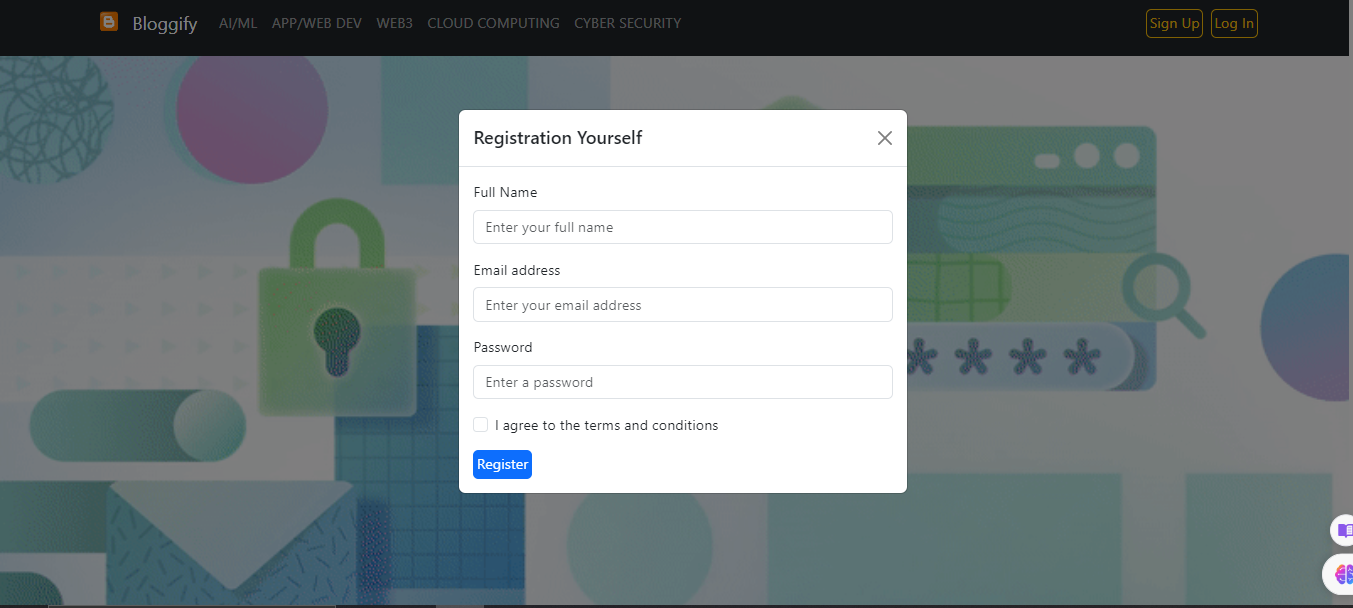 Bloggify AI/ML APP/WEB DEV WEB3 CLOUD COMPUTING CYBER SECURITY Sign Up Log In
Registration Yourself
Full Name
Enter your full name
Email address
Enter your email address
Password
Enter a password
I agree to the terms and conditions
Register